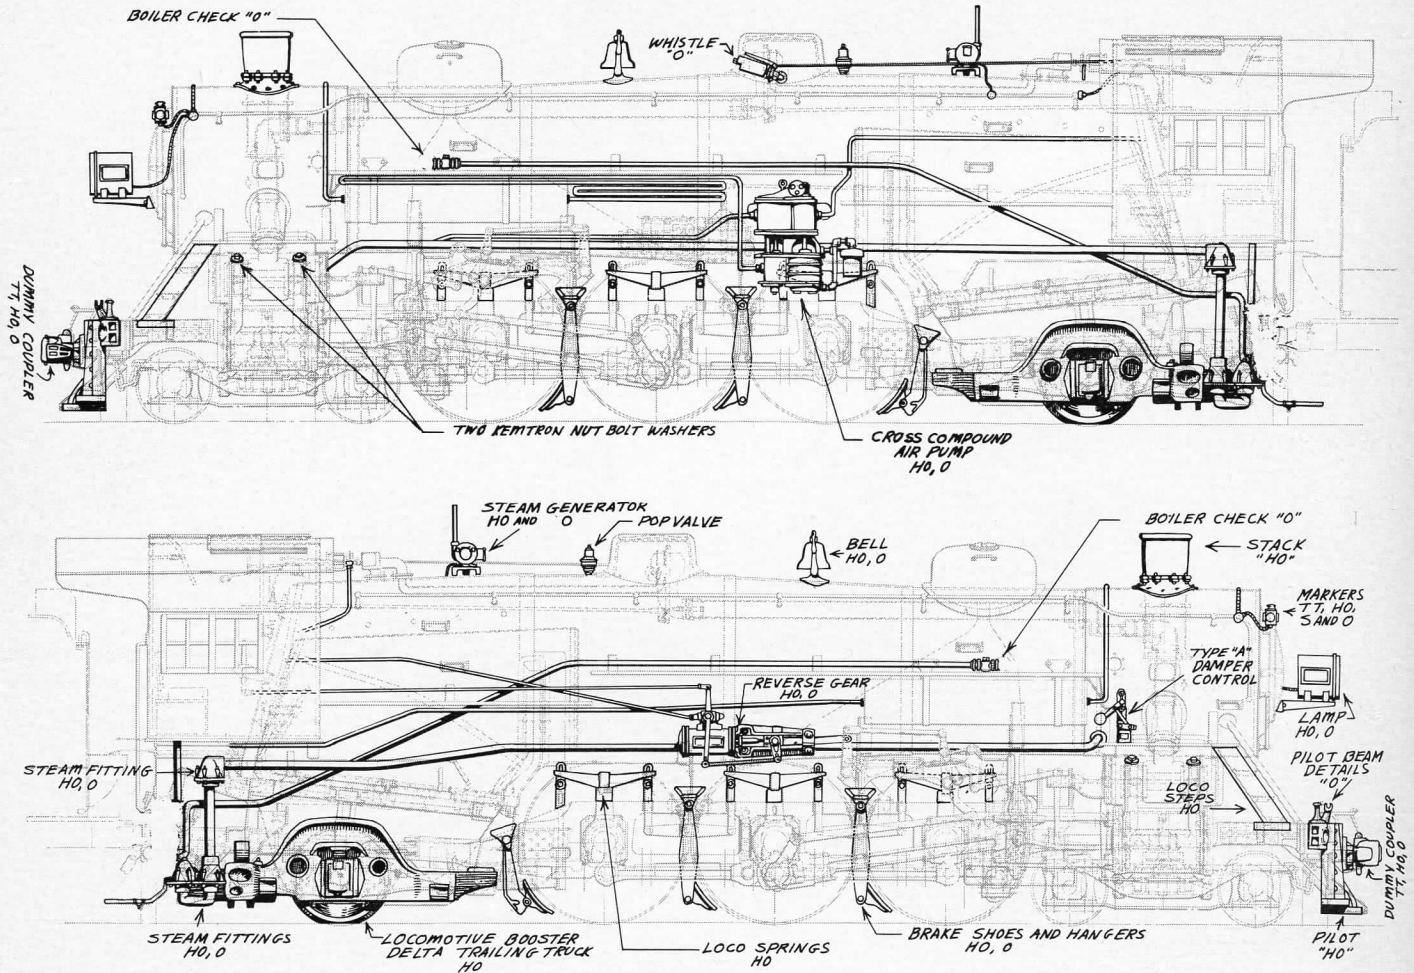 BOILER CHECK "O"
WHISTLE
"O"
DUMMY COUPLER
TT, HO, O
TWO KEMTRON NUT BOLT WASHERS
CROSS COMPOUND
AIR PUMP
HO, O
STEAM GENERATOR
HO AND O
POP VALVE
BELL
HO, O
BOILER CHECK "O"
STACK
"HO"
MARKERS
TT, HO,
S AND O
TYPE "A"
DAMPER
CONTROL
REVERSE GEAR
HO, O
LAMP
HO, O
STEAM FITTING
HO, O
PILOT BEAM
DETAILS
"O"
LOCO
STEPS
HO
DUMMY COUPLER
TT, HO, O
STEAM FITTINGS
HO, O
LOCOMOTIVE BOOSTER
DELTA TRAILING TRUCK
HO
LOCO SPRINGS
HO
BRAKE SHOES AND HANGERS
HO, O
PILOT
"HO"